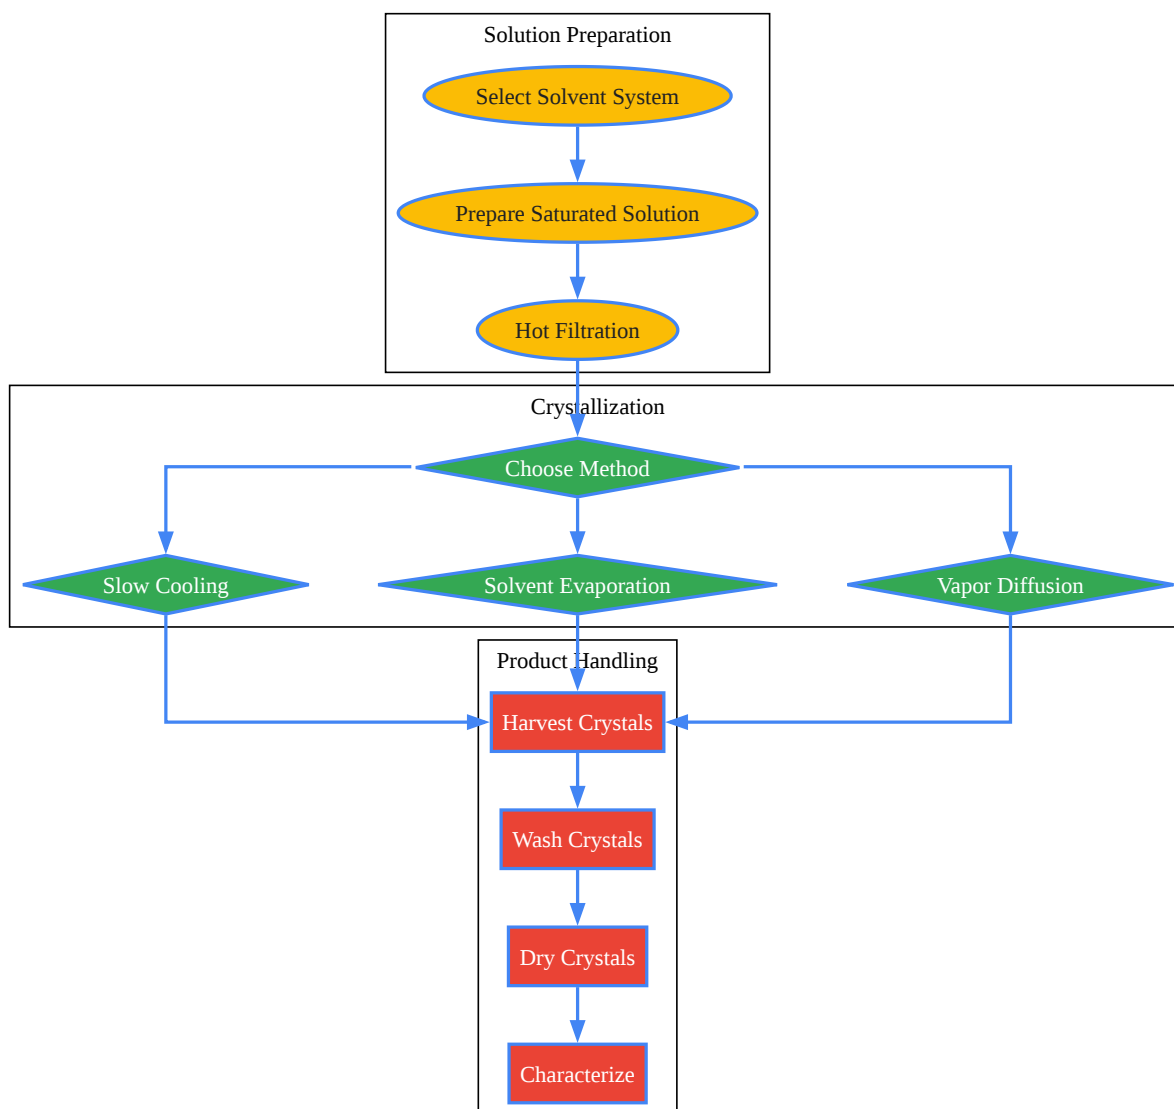 Solution Preparation
Select Solvent System
Prepare Saturated Solution
Hot Filtration
Crystallization
Choose Method
Slow Cooling
Solvent Evaporation
Vapor Diffusion
Product Handling
Harvest Crystals
Wash Crystals
Dry Crystals
Characterize